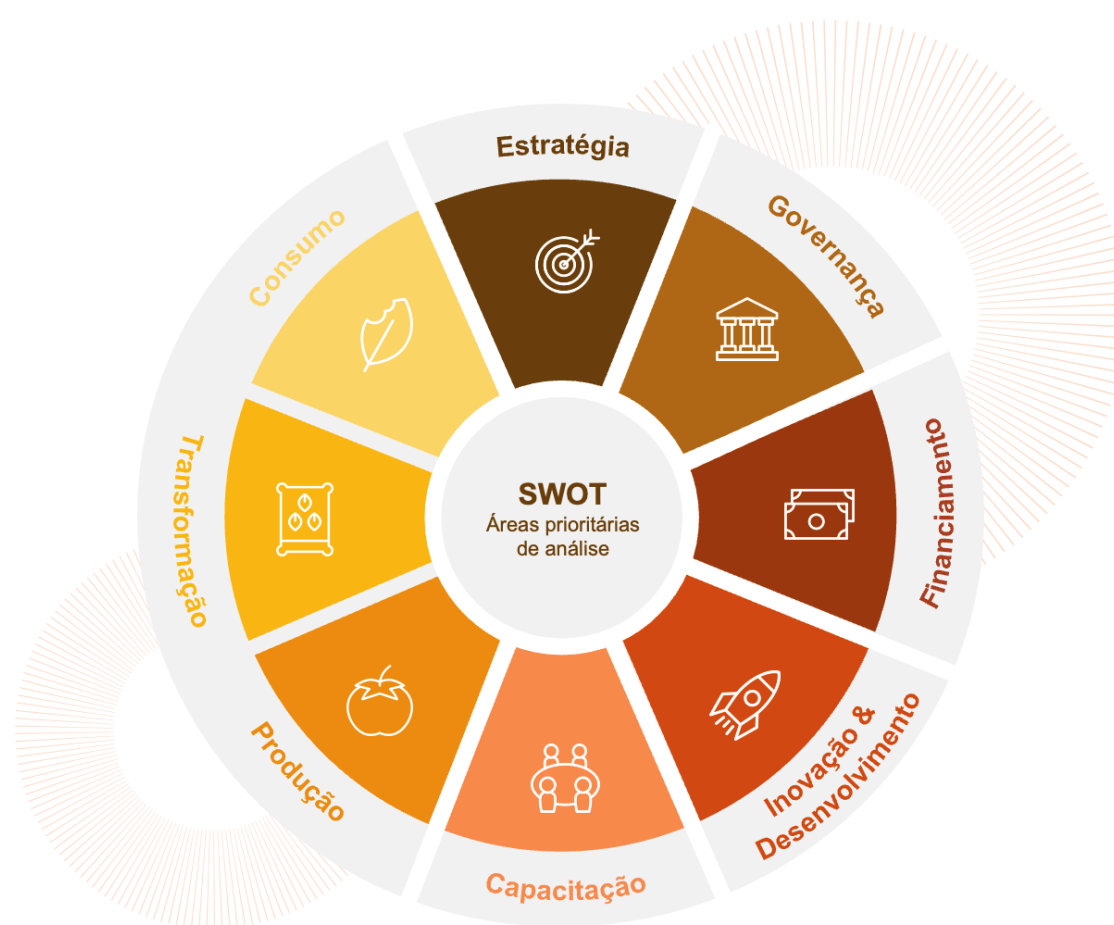 Estratégia
Governança
Financiamento
Inovação &
Desenvolvimento
Capacitação
Produção
Transformação
Consumo
SWOT
Áreas prioritárias
de análise